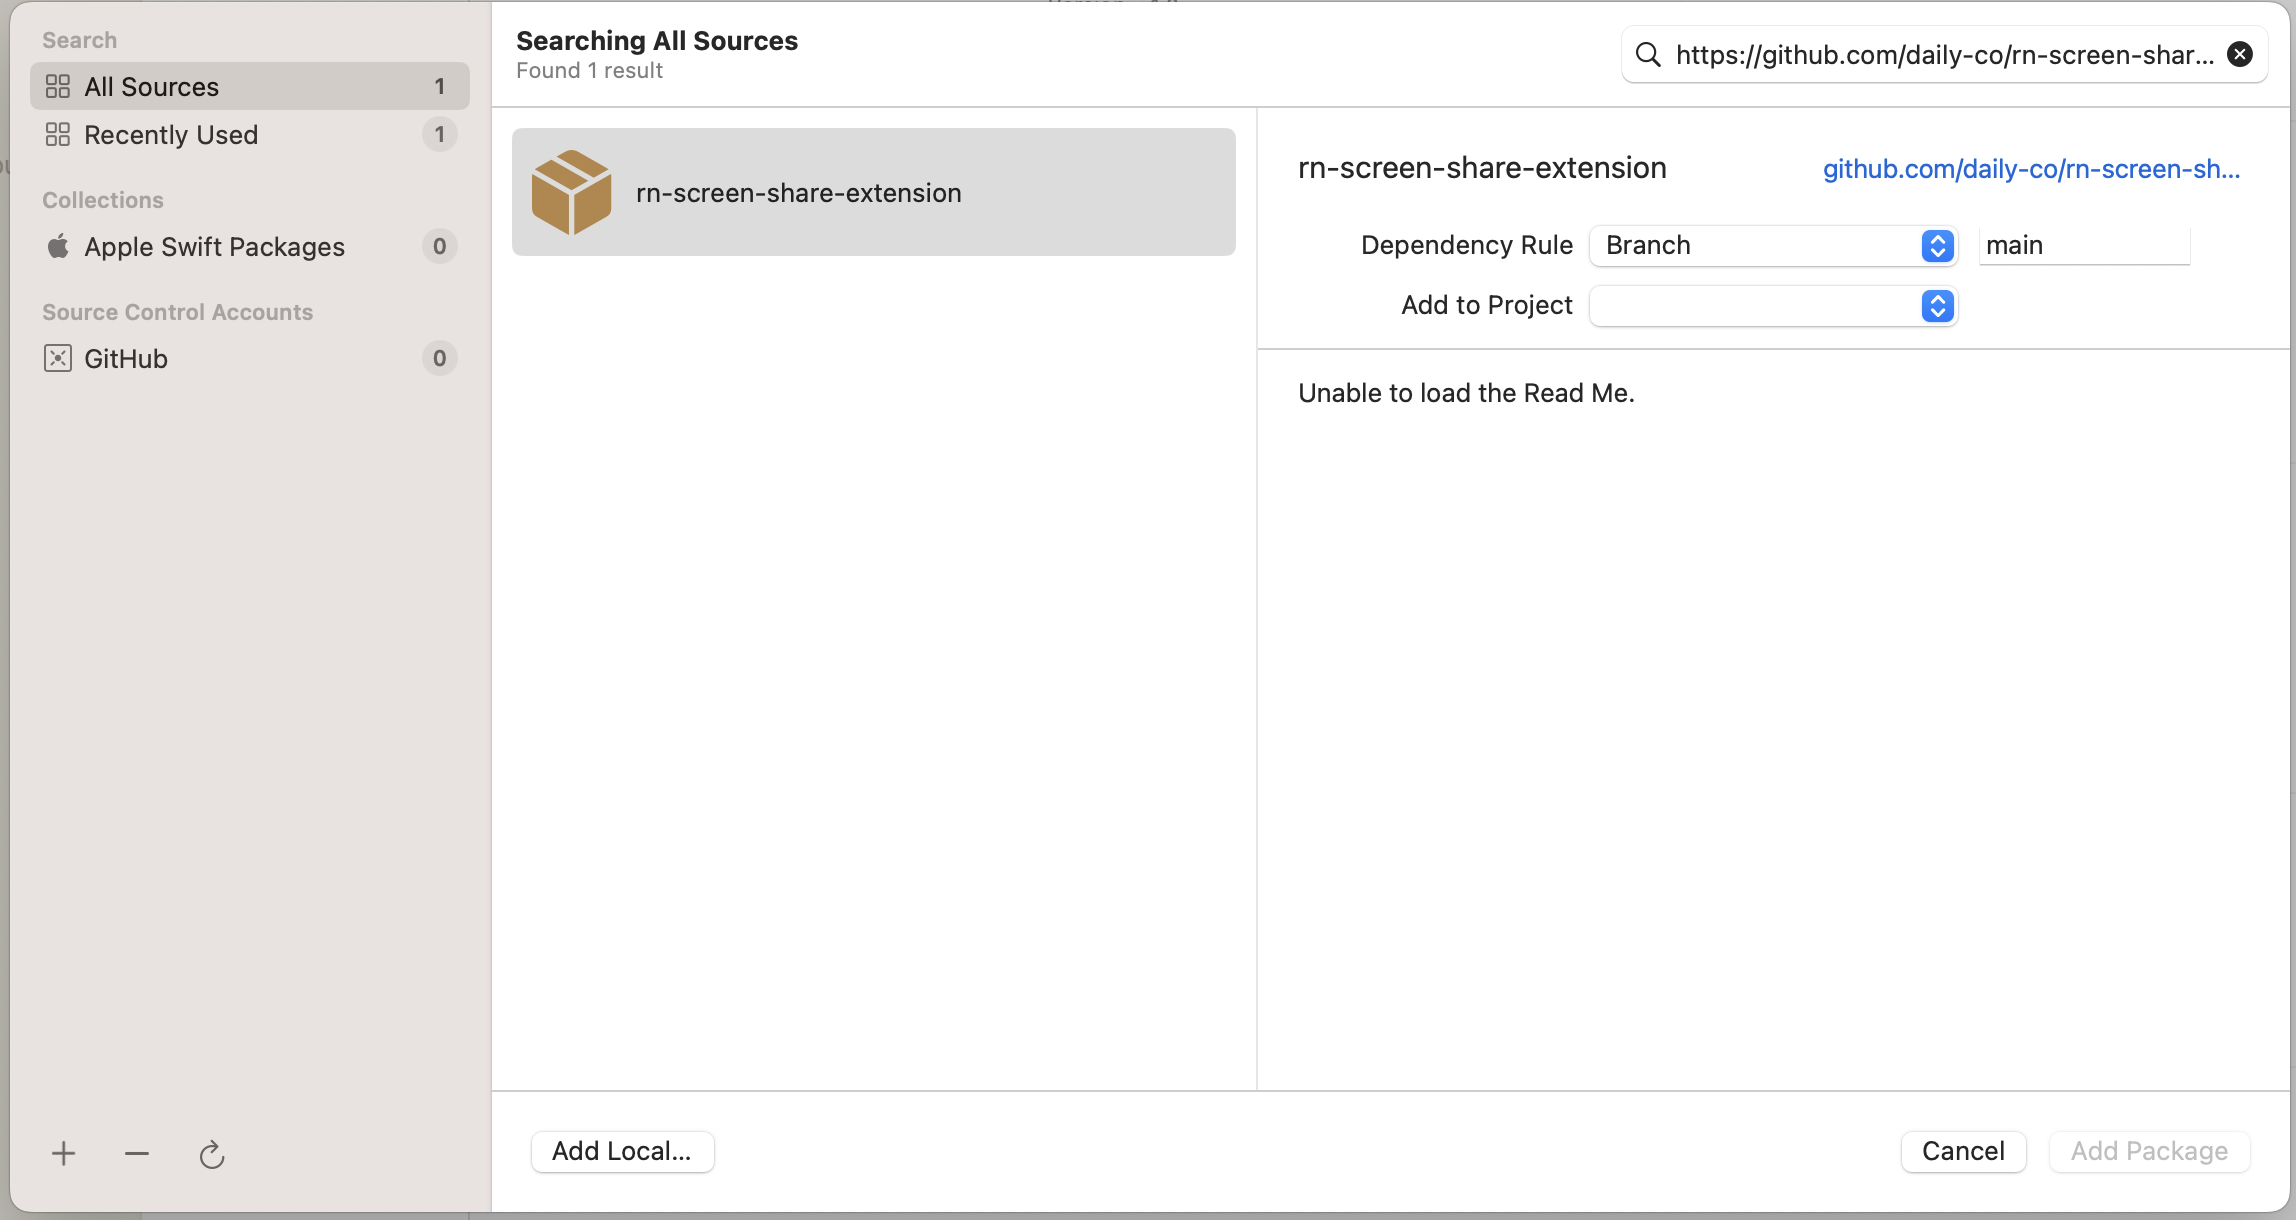 Search
All Sources 1
Recently Used 1
Collections
Apple Swift Packages 0
Source Control Accounts
GitHub 0
Searching All Sources
Found 1 result
https://github.com/daily-co/rn-screen-shar...
rn-screen-share-extension
rn-screen-share-extension github.com/daily-co/rn-screen-sh...
Dependency Rule Branch main
Add to Project
Unable to load the Read Me.
Add Local... Cancel Add Package